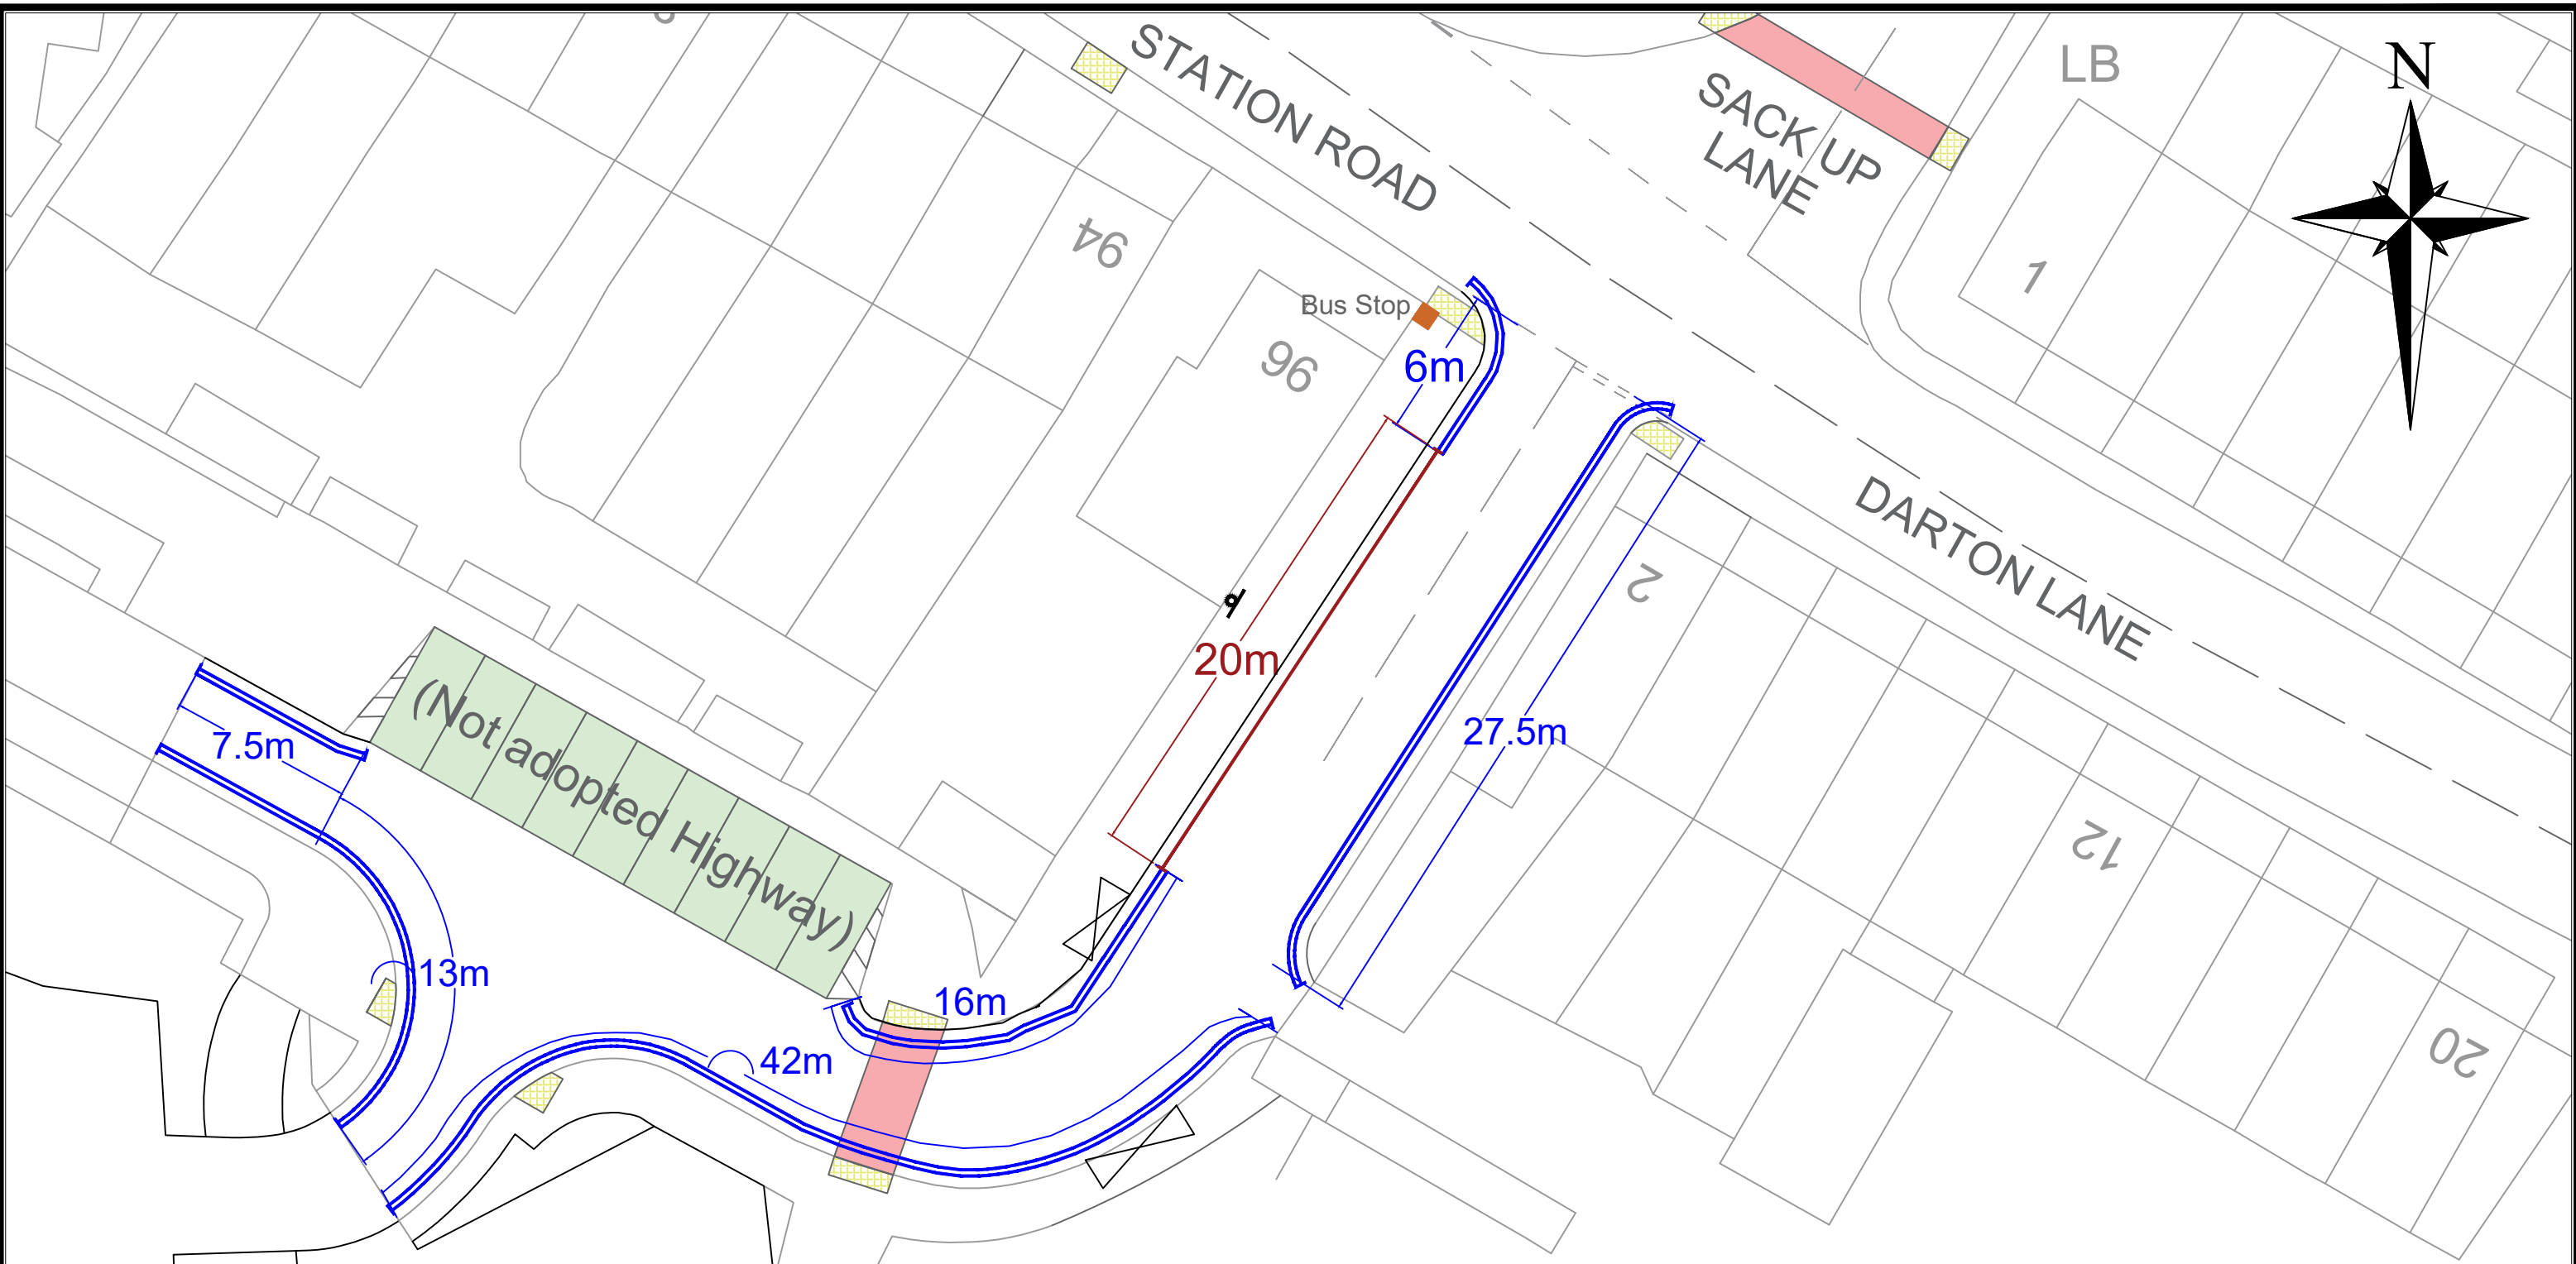 STATION ROAD
SACK UP
LANE
LB
N
94
1
Bus Stop
96
6m
DARTON LANE
2
20m
27.5m
(Not adopted Highway)
7.5m
12
13m
16m
42m
20